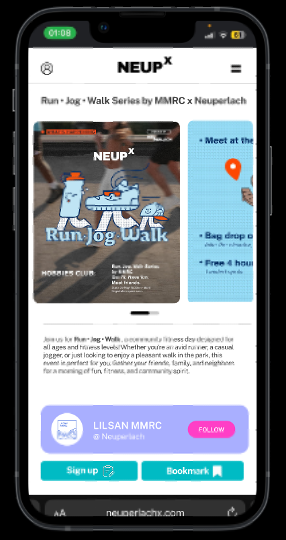 01:08
NEUPX
Run • Jog • Walk Series by MMRC x Neuperlach
NEUPX
Run Jog Walk
HOBBIES CLUB
• Meet at the
• Bag drop o
• Free 4 hour
Join us for Run • Jog • Walk, a community fitness day designed for
all ages and fitness levels! Whether you're an avid runner, a casual
jogger, or just looking to enjoy a pleasant walk in the park, this
event is perfect for you. Gather your friends, family, and neighbors
for a morning of fun, fitness, and community spirit.
LILSAN MMRC
@ Neuperlach
FOLLOW
Sign up
Bookmark
AA
neuperlachx.com